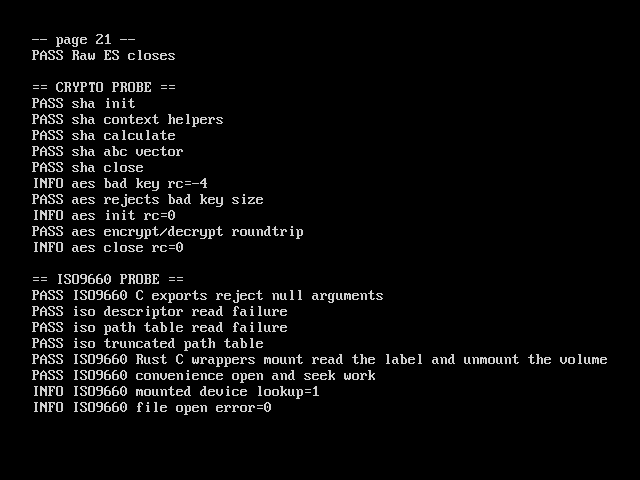 -- page 21 --
PASS Raw ES closes
== CRYPTO PROBE ==
PASS sha init
PASS sha context helpers
PASS sha calculate
PASS sha abc vector
PASS sha close
INFO aes bad key rc=-4
PASS aes rejects bad key size
INFO aes init rc=0
PASS aes encrypt/decrypt roundtrip
INFO aes close rc=0
== ISO9660 PROBE ==
PASS ISO9660 C exports reject null arguments
PASS iso descriptor read failure
PASS iso path table read failure
PASS iso truncated path table
PASS ISO9660 Rust C wrappers mount read the label and unmount the volume
PASS ISO9660 convenience open and seek work
INFO ISO9660 mounted device lookup=1
INFO ISO9660 file open error=0